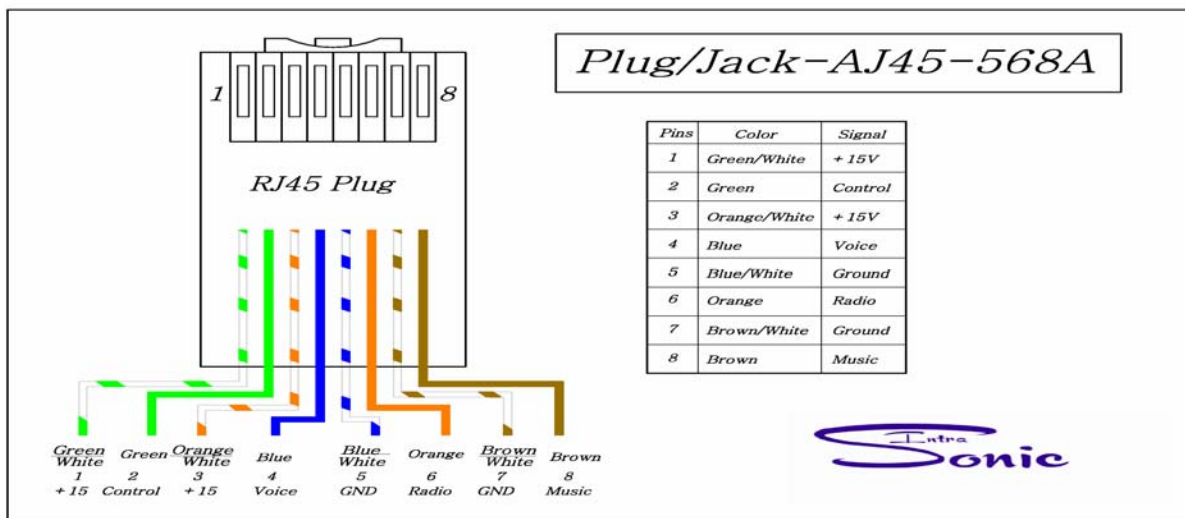 Plug/Jack-AJ45-568A
1 8
RJ45 Plug
Pins Color Signal
1 Green/White +15V
2 Green Control
3 Orange/White +15V
4 Blue Voice
5 Blue/White Ground
6 Orange Radio
7 Brown/White Ground
8 Brown Music
Green/White Green Orange/White Blue Blue/White Orange Brown/White Brown
1 2 3 4 5 6 7 8
+15 Control +15 Voice GND Radio GND Music
Intra
Sonic